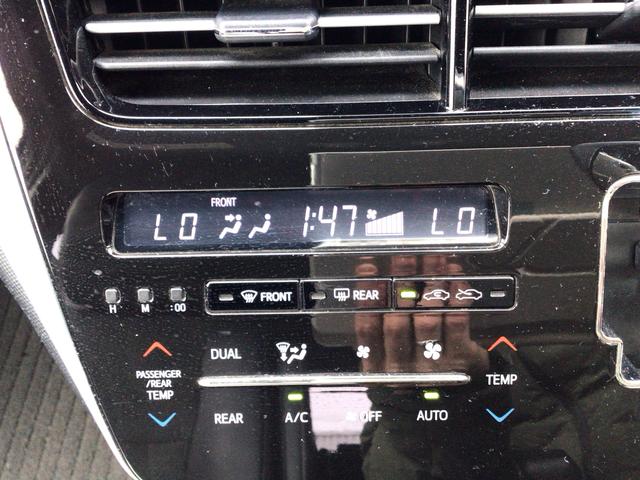 FRONT
LO 1:47 LO
H M :00 FRONT REAR
DUAL
PASSENGER
/REAR
TEMP
TEMP
REAR A/C OFF AUTO